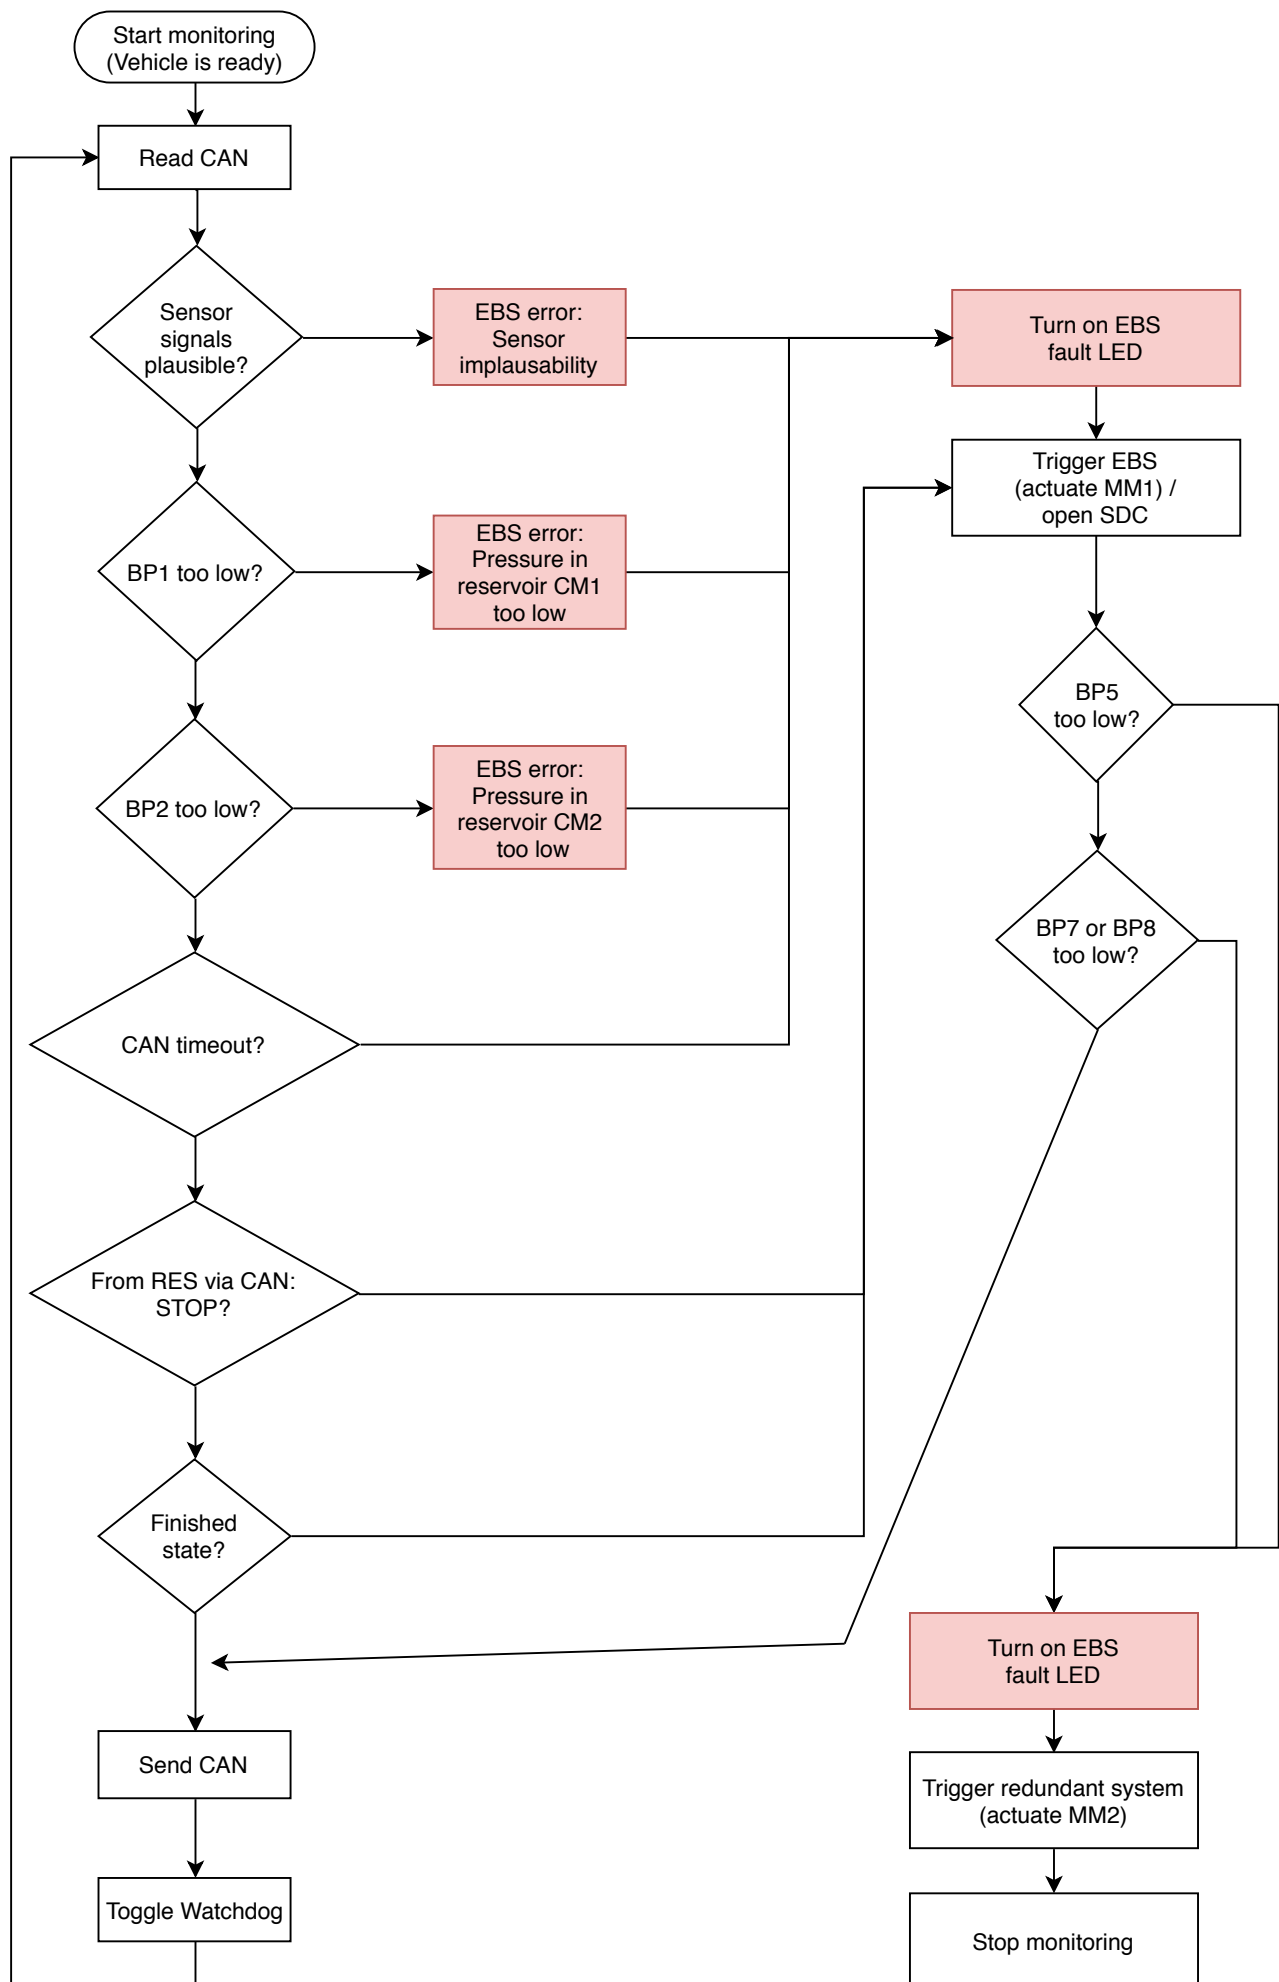 Start monitoring
(Vehicle is ready)
Read CAN
Sensor
signals
plausible?
EBS error:
Sensor
implausability
Turn on EBS
fault LED
Trigger EBS
(actuate MM1) /
open SDC
BP1 too low?
EBS error:
Pressure in
reservoir CM1
too low
BP5
too low?
BP2 too low?
EBS error:
Pressure in
reservoir CM2
too low
BP7 or BP8
too low?
CAN timeout?
From RES via CAN:
STOP?
Finished
state?
Turn on EBS
fault LED
Send CAN
Trigger redundant system
(actuate MM2)
Toggle Watchdog
Stop monitoring